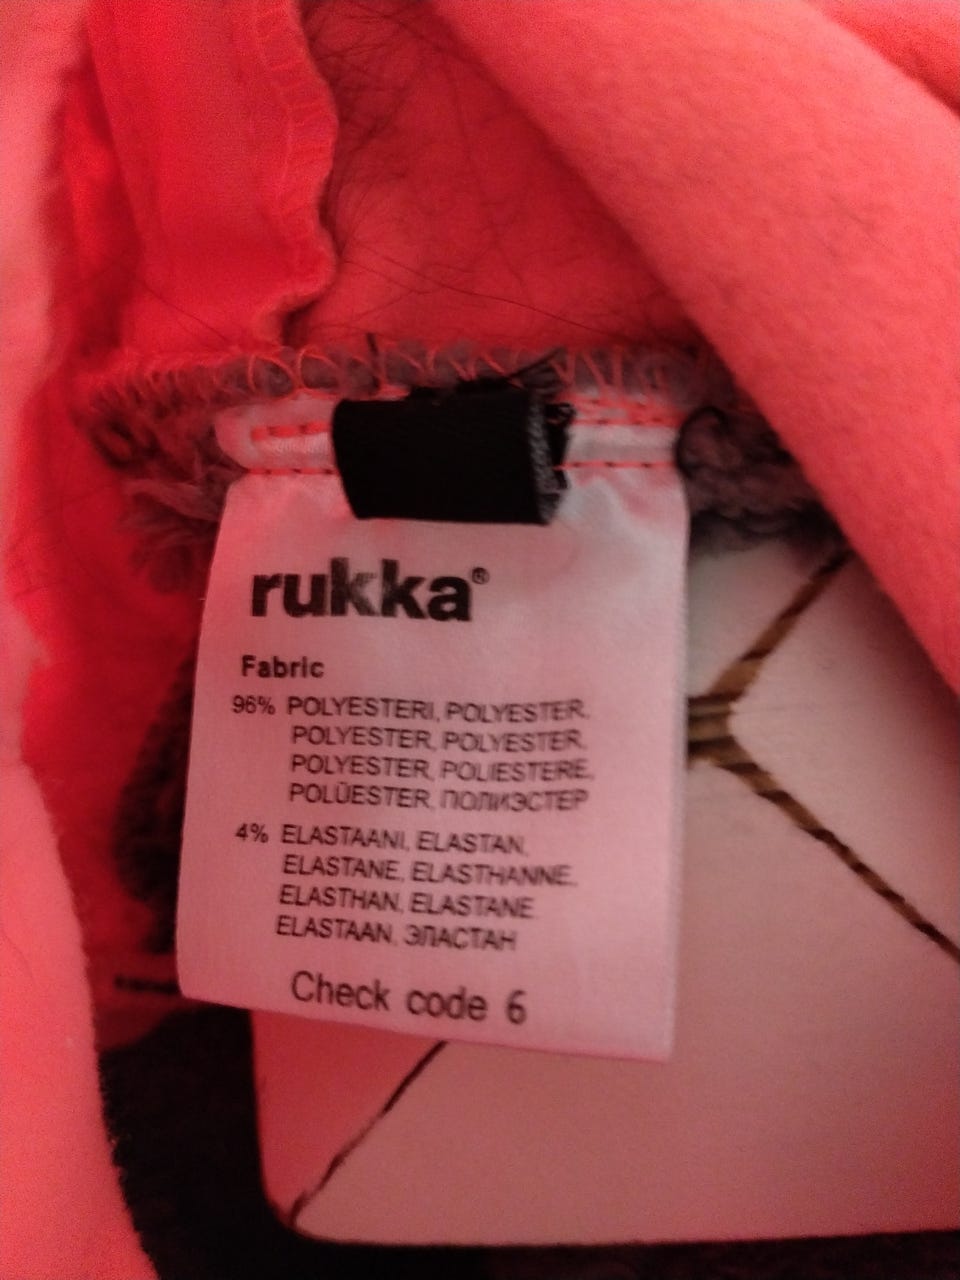 rukka®
Fabric
96% POLYESTERI, POLYESTER,
POLYESTER, POLYESTER,
POLYESTER, POLIESTERE,
POLÜESTER, ПОЛИЭСТЕР
4% ELASTAANI, ELASTAN,
ELASTANE, ELASTHANNE,
ELASTHAN, ELASTANE
ELASTAAN, ЭЛАСТАН
Check code 6